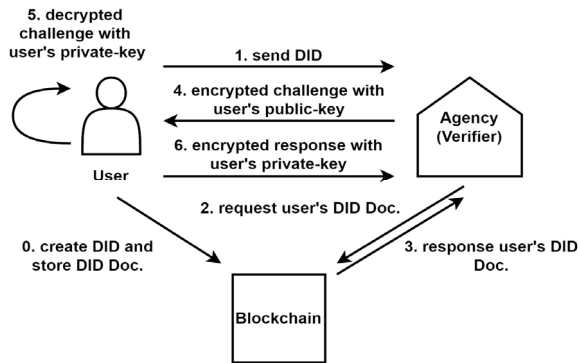 5. decrypted
challenge with
user's private-key
1. send DID
4. encrypted challenge with
user's public-key
Agency
(Verifier)
6. encrypted response with
user's private-key
User
2. request user's DID Doc.
0. create DID and
store DID Doc.
3. response user's DID
Doc.
Blockchain